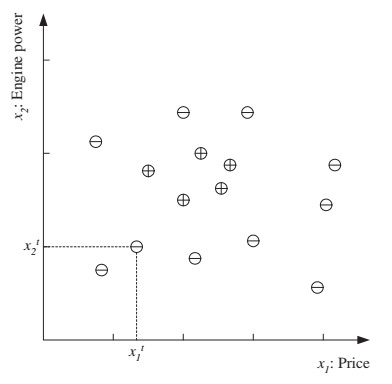 x₂: Engine power
x₂ᵗ
x₁ᵗ
x₁: Price